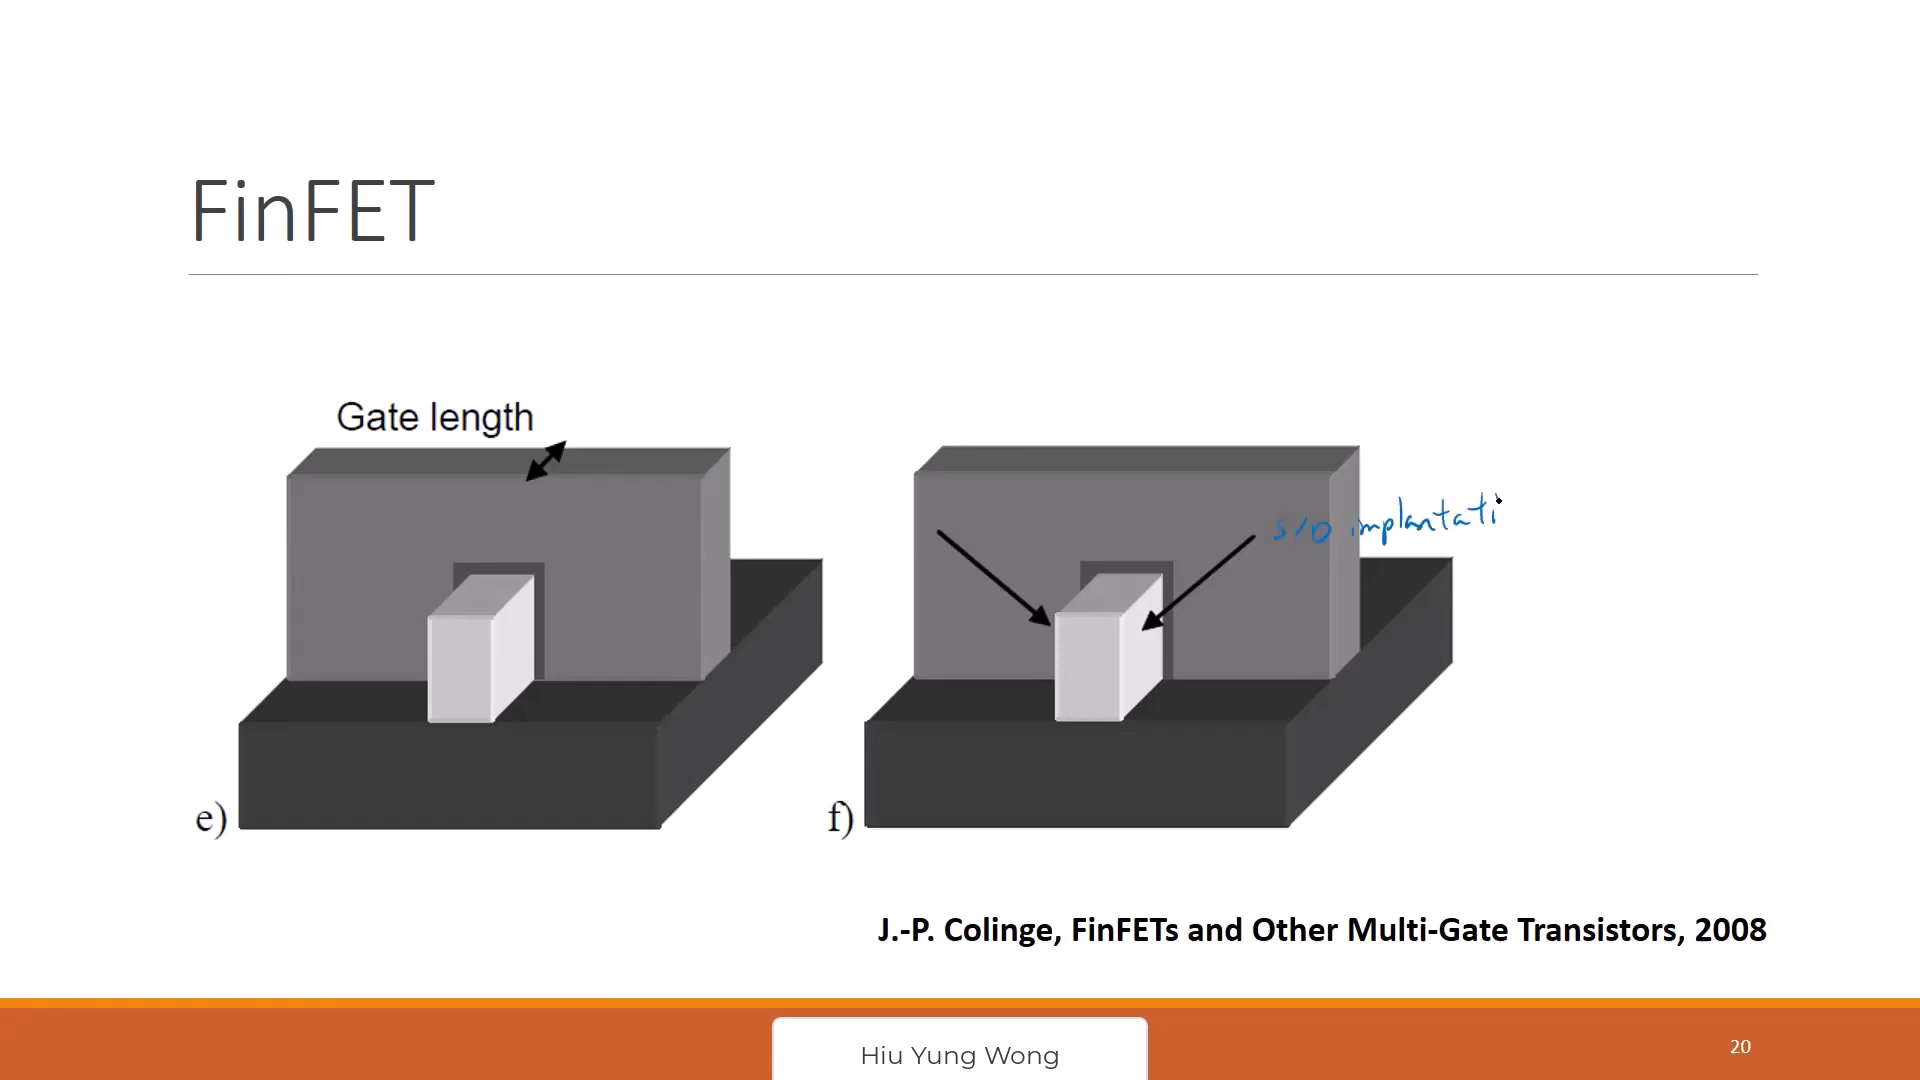 FinFET
Gate length
S/D implantati
e)
f)
J.-P. Colinge, FinFETs and Other Multi-Gate Transistors, 2008
Hiu Yung Wong
20